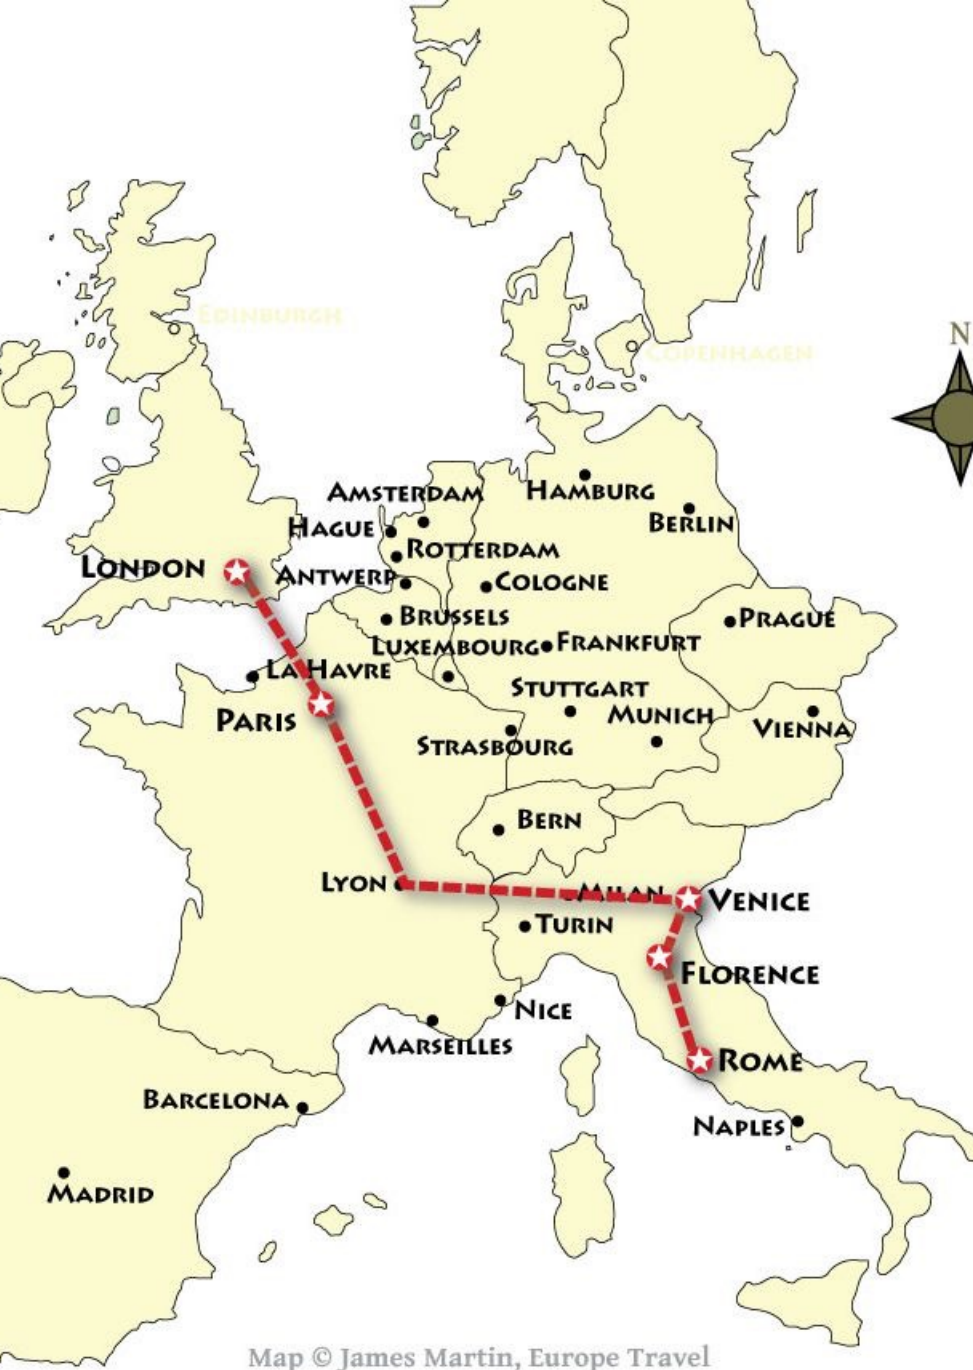 Edinburgh
N
Copenhagen
Amsterdam
Hamburg
Hague
Berlin
Rotterdam
London
Antwerp
Cologne
Brussels
Prague
Luxembourg
Frankfurt
La Havre
Stuttgart
Paris
Munich
Vienna
Strasbourg
Bern
Lyon
Milan
Venice
Turin
Florence
Nice
Marseilles
Rome
Barcelona
Naples
Madrid
Map © James Martin, Europe Travel